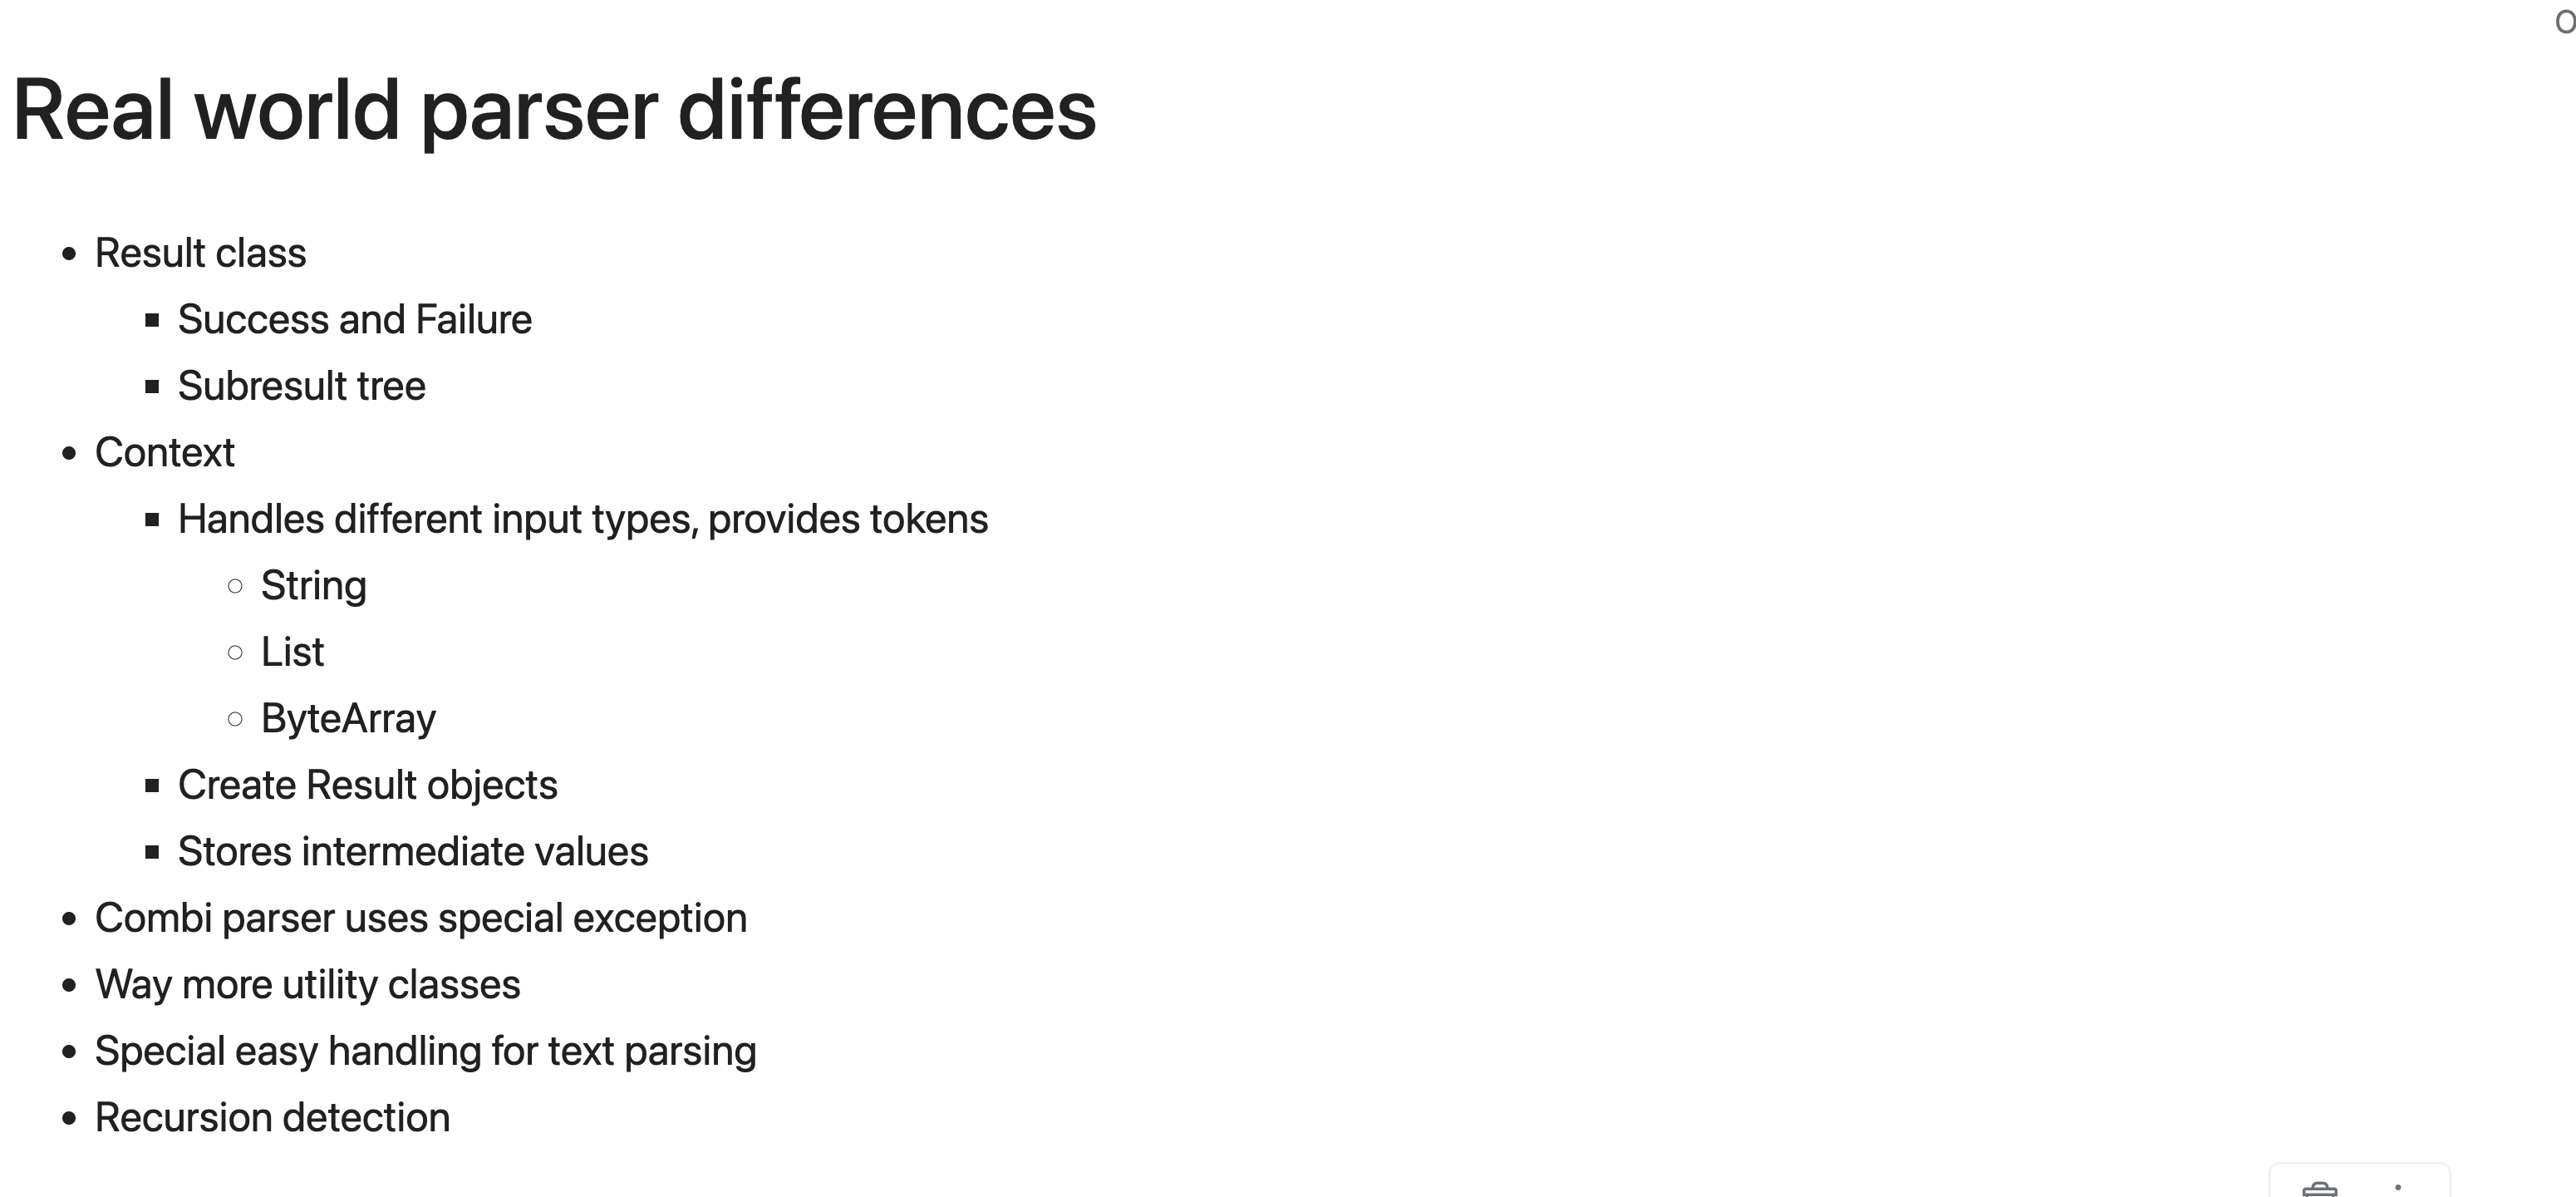 Real world parser differences
Result class
Success and Failure
Subresult tree
Context
Handles different input types, provides tokens
String
List
ByteArray
Create Result objects
Stores intermediate values
Combi parser uses special exception
Way more utility classes
Special easy handling for text parsing
Recursion detection